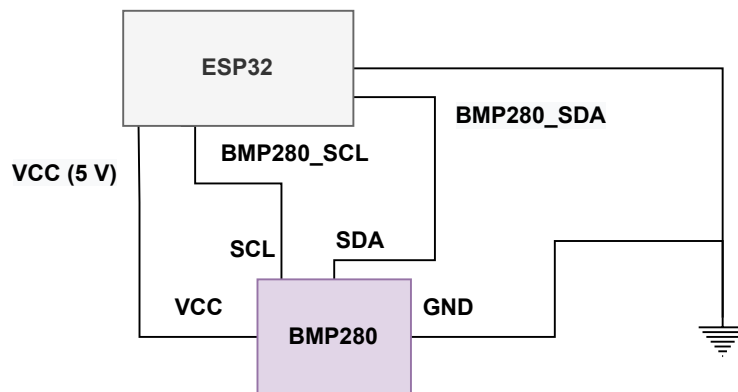 ESP32
BMP280_SDA
BMP280_SCL
VCC (5 V)
SDA
SCL
VCC
GND
BMP280